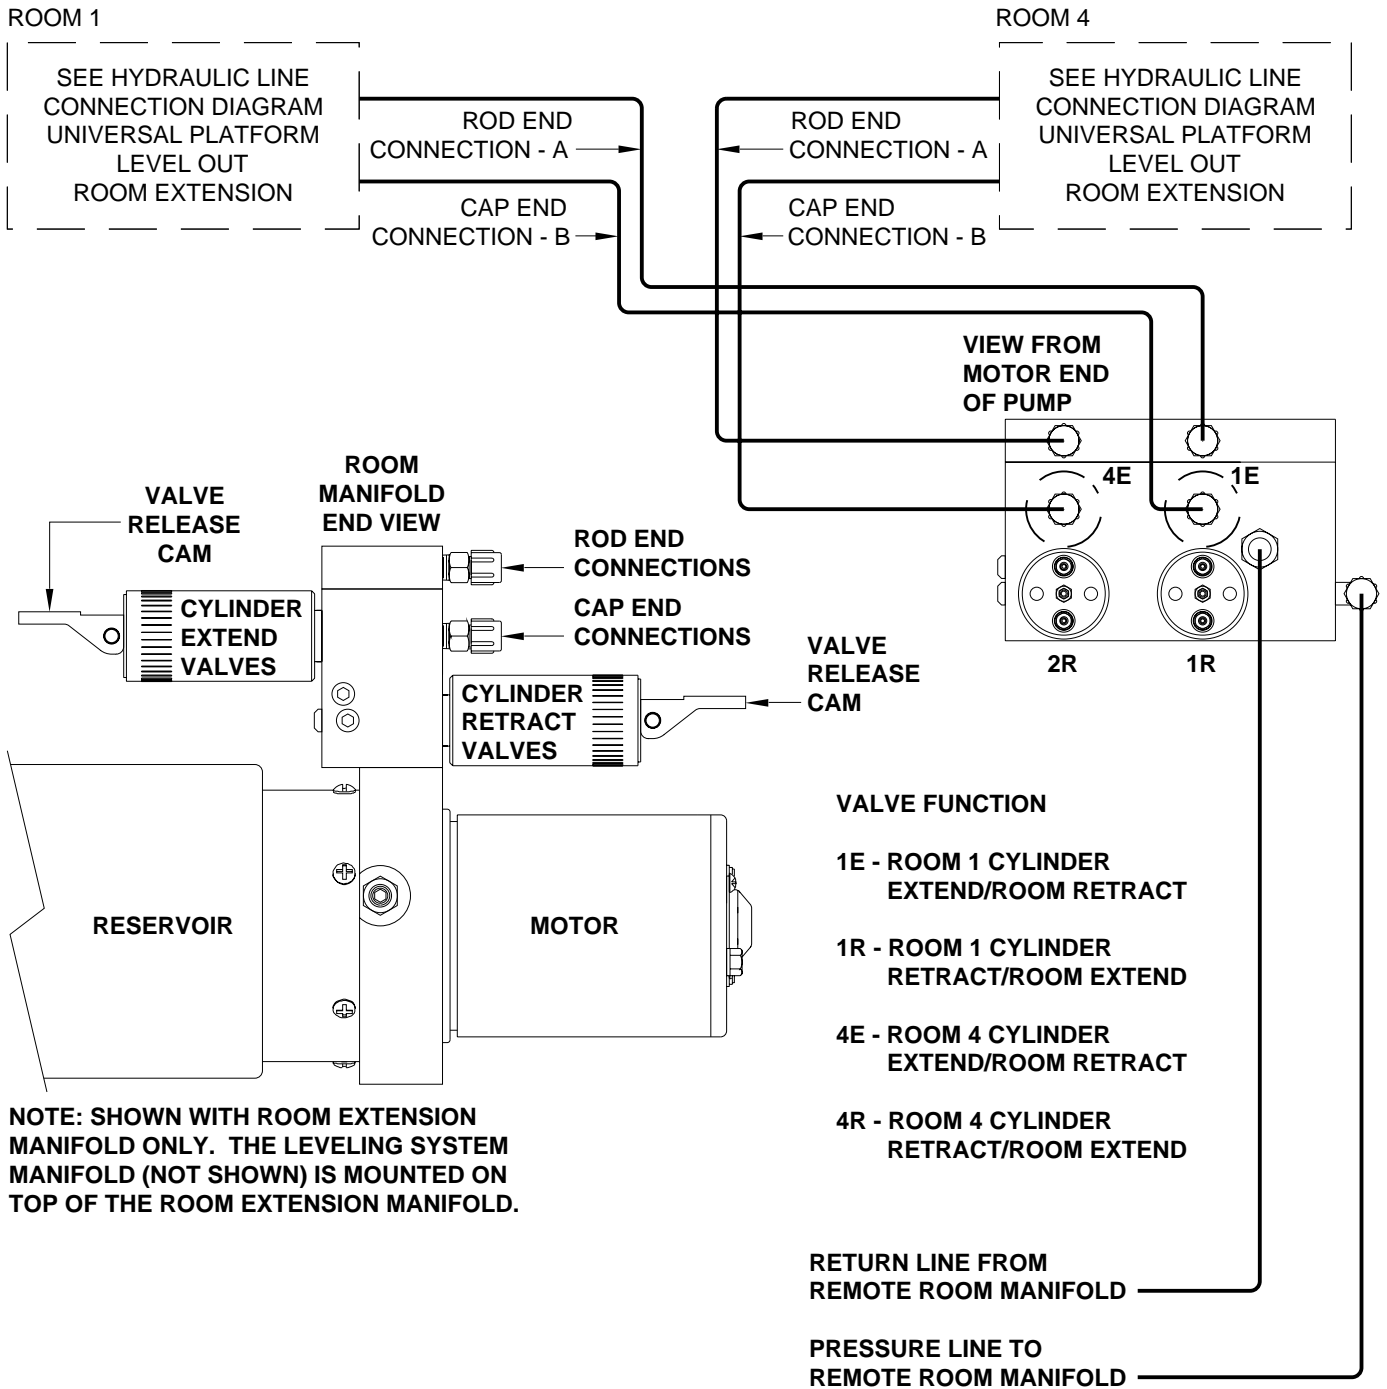 ROOM 1
ROOM 4
SEE HYDRAULIC LINE
CONNECTION DIAGRAM
UNIVERSAL PLATFORM
LEVEL OUT
ROOM EXTENSION
ROD END
CONNECTION - A
CAP END
CONNECTION - B
ROD END
CONNECTION - A
CAP END
CONNECTION - B
SEE HYDRAULIC LINE
CONNECTION DIAGRAM
UNIVERSAL PLATFORM
LEVEL OUT
ROOM EXTENSION
VIEW FROM
MOTOR END
OF PUMP
4E
1E
2R
1R
ROOM
MANIFOLD
END VIEW
VALVE
RELEASE
CAM
ROD END
CONNECTIONS
CAP END
CONNECTIONS
CYLINDER
EXTEND
VALVES
CYLINDER
RETRACT
VALVES
VALVE
RELEASE
CAM
RESERVOIR
MOTOR
VALVE FUNCTION
1E - ROOM 1 CYLINDER
EXTEND/ROOM RETRACT
1R - ROOM 1 CYLINDER
RETRACT/ROOM EXTEND
4E - ROOM 4 CYLINDER
EXTEND/ROOM RETRACT
4R - ROOM 4 CYLINDER
RETRACT/ROOM EXTEND
NOTE: SHOWN WITH ROOM EXTENSION
MANIFOLD ONLY. THE LEVELING SYSTEM
MANIFOLD (NOT SHOWN) IS MOUNTED ON
TOP OF THE ROOM EXTENSION MANIFOLD.
RETURN LINE FROM
REMOTE ROOM MANIFOLD
PRESSURE LINE TO
REMOTE ROOM MANIFOLD